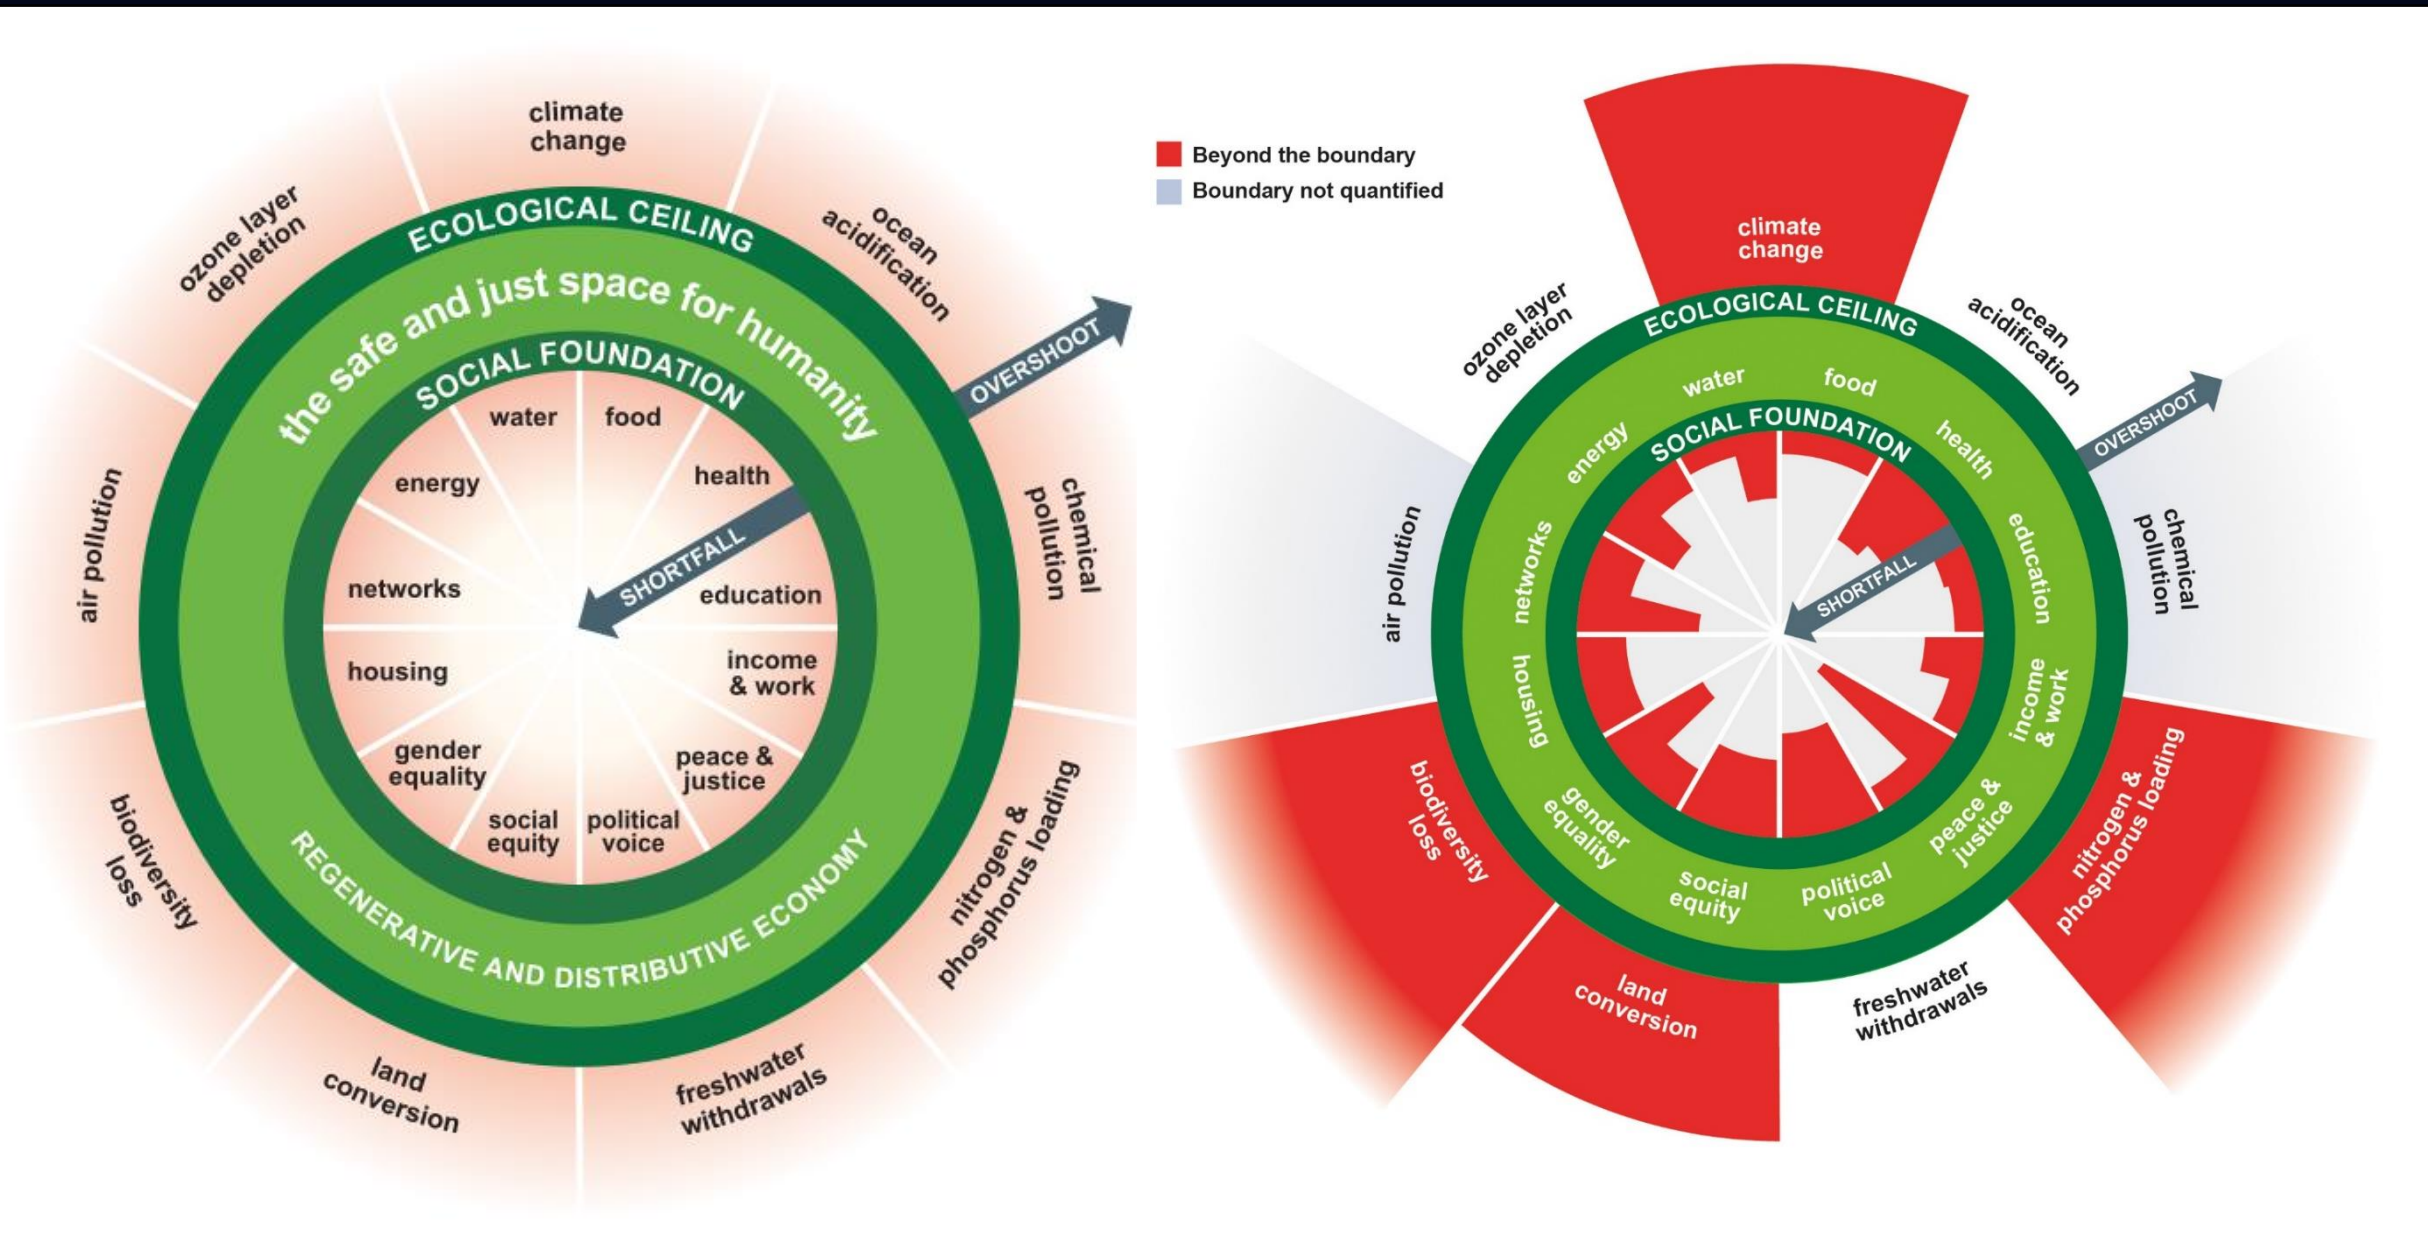 climate
change
ocean
acidification
OVERSHOOT
chemical
pollution
nitrogen &
phosphorus loading
freshwater
withdrawals
land
conversion
biodiversity
loss
air pollution
ozone layer
depletion
ECOLOGICAL CEILING
the safe and just space for humanity
SOCIAL FOUNDATION
water
food
health
SHORTFALL
education
income
& work
peace &
justice
political
voice
social
equity
gender
equality
housing
networks
energy
REGENERATIVE AND DISTRIBUTIVE ECONOMY
Beyond the boundary
Boundary not quantified
climate
change
ocean
acidification
OVERSHOOT
chemical
pollution
nitrogen &
phosphorus loading
freshwater
withdrawals
land
conversion
biodiversity
loss
air pollution
ozone layer
depletion
ECOLOGICAL CEILING
water
food
health
education
income
& work
peace &
justice
political
voice
social
equity
gender
equality
housing
networks
energy
SOCIAL FOUNDATION
SHORTFALL